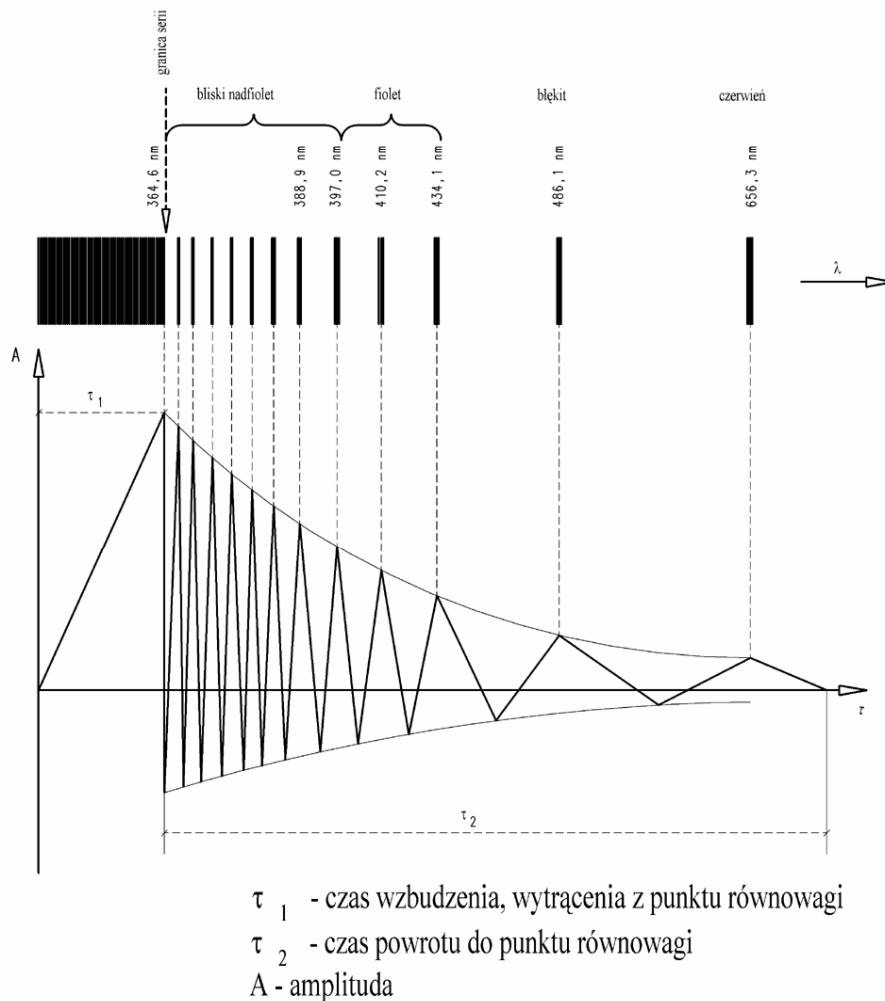 granica serii
bliski nadfiolet
fiolet
błękit
czerwień
364,6 nm
388,9 nm
397,0 nm
410,2 nm
434,1 nm
486,1 nm
656,3 nm
λ
A
τ 1
τ
τ 2
τ 1 - czas wzbudzenia, wytrącenia z punktu równowagi
τ 2 - czas powrotu do punktu równowagi
A - amplituda